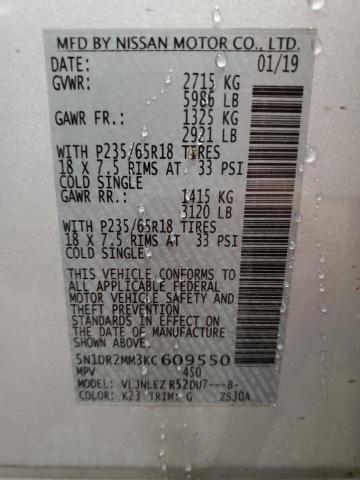 MFD BY NISSAN MOTOR CO., LTD.
DATE: 01/19
GVWR: 2715 KG
5986 LB
GAWR FR.: 1325 KG
2921 LB
WITH P235/65R18 TIRES
18 X 7.5 RIMS AT 33 PSI
COLD SINGLE
GAWR RR.: 1415 KG
3120 LB
WITH P235/65R18 TIRES
18 X 7.5 RIMS AT 33 PSI
COLD SINGLE
THIS VEHICLE CONFORMS TO
ALL APPLICABLE FEDERAL
MOTOR VEHICLE SAFETY AND
THEFT PREVENTION
STANDARDS IN EFFECT ON
THE DATE OF MANUFACTURE
SHOWN ABOVE.
5N1DR2MM3KC609550
MPV 4S0
MODEL: VLJNLEZ R52DU7---B-
COLOR: K23 TRIM: G ZS30A